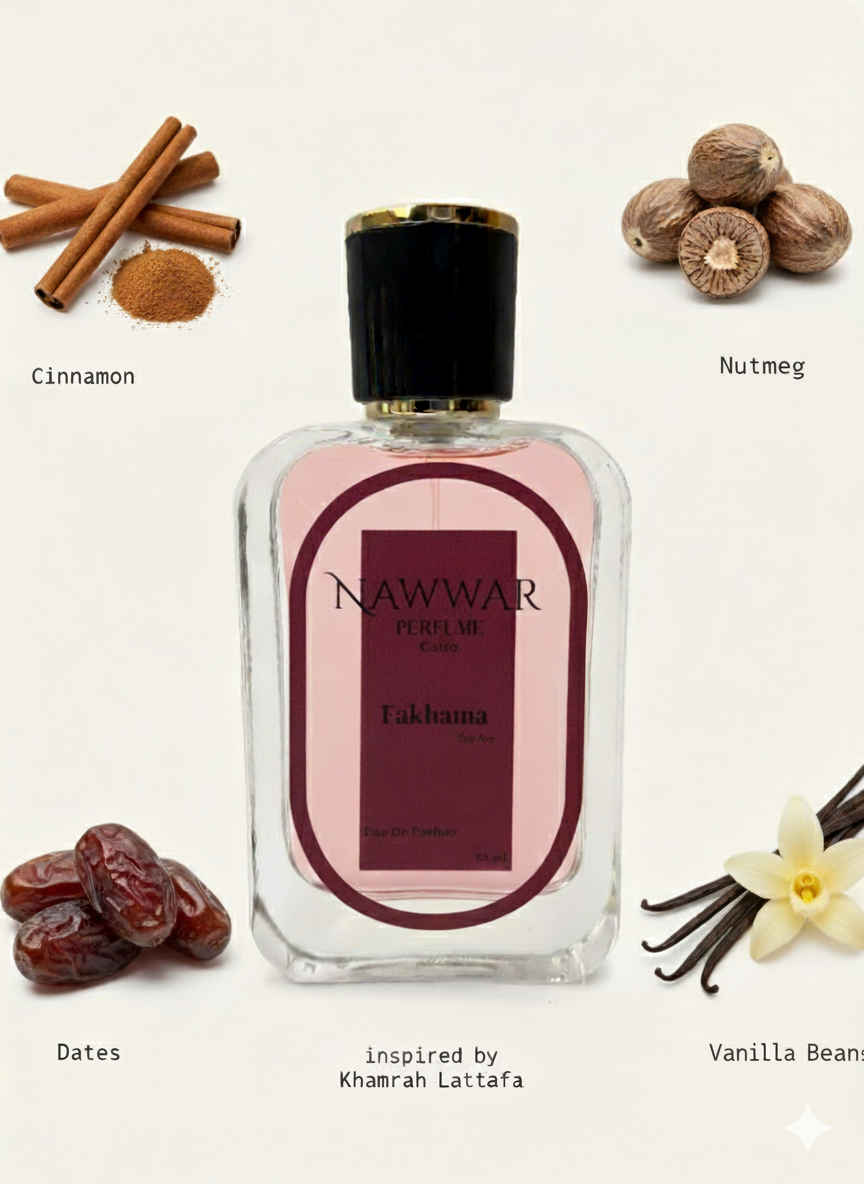 Cinnamon
Nutmeg
NAWWAR
PERFUME
Cairo
Fakhama
Eau De Parfum
Dates
inspired by
Khamrah Lattafa
Vanilla Beans